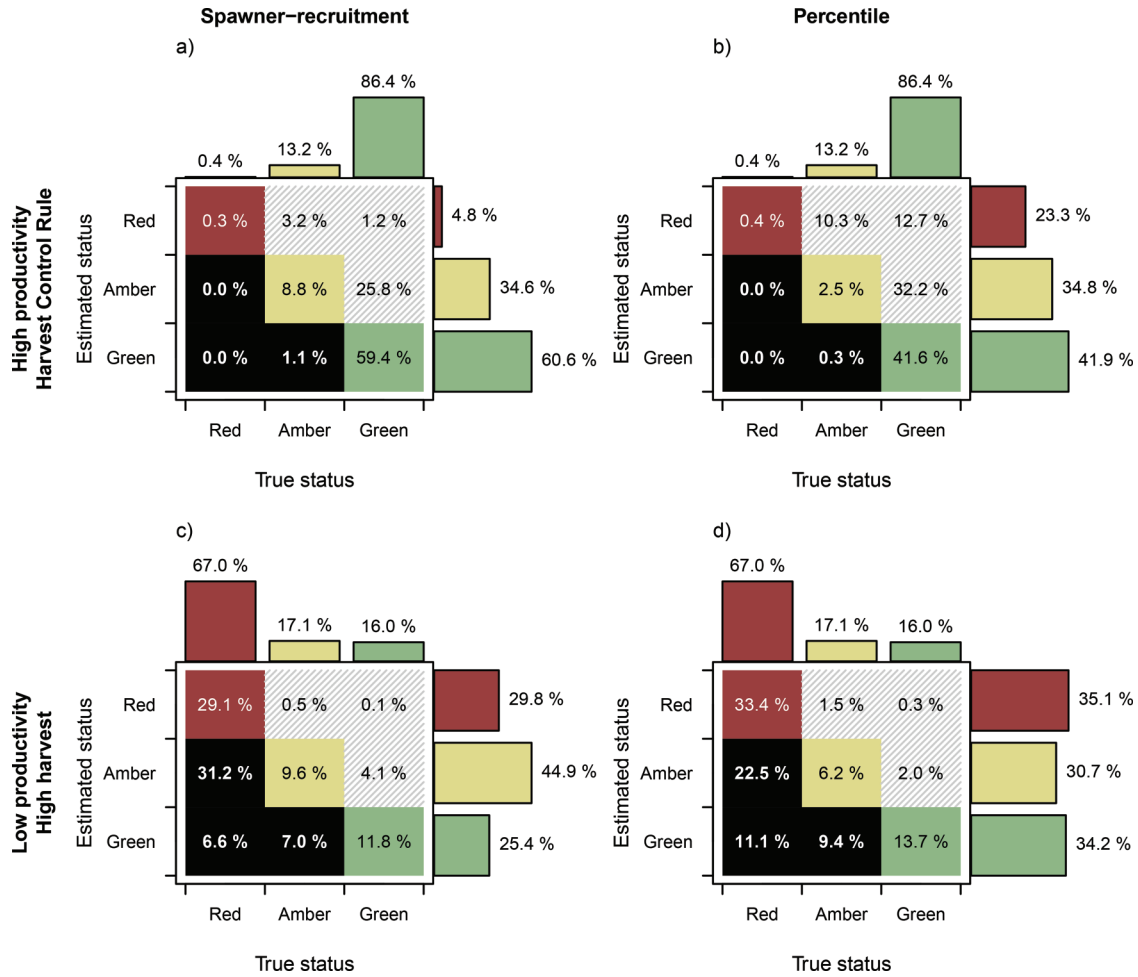 Spawner−recruitment
Percentile
a)
b)
High productivity
Harvest Control Rule
86.4 %
13.2 %
0.4 %
Estimated status
Red
0.3 %
3.2 %
1.2 %
4.8 %
Amber
0.0 %
8.8 %
25.8 %
34.6 %
Green
0.0 %
1.1 %
59.4 %
60.6 %
Red
Amber
Green
True status
86.4 %
13.2 %
0.4 %
Estimated status
Red
0.4 %
10.3 %
12.7 %
23.3 %
Amber
0.0 %
2.5 %
32.2 %
34.8 %
Green
0.0 %
0.3 %
41.6 %
41.9 %
Red
Amber
Green
True status
c)
d)
Low productivity
High harvest
67.0 %
17.1 %
16.0 %
Estimated status
Red
29.1 %
0.5 %
0.1 %
29.8 %
Amber
31.2 %
9.6 %
4.1 %
44.9 %
Green
6.6 %
7.0 %
11.8 %
25.4 %
Red
Amber
Green
True status
67.0 %
17.1 %
16.0 %
Estimated status
Red
33.4 %
1.5 %
0.3 %
35.1 %
Amber
22.5 %
6.2 %
2.0 %
30.7 %
Green
11.1 %
9.4 %
13.7 %
34.2 %
Red
Amber
Green
True status